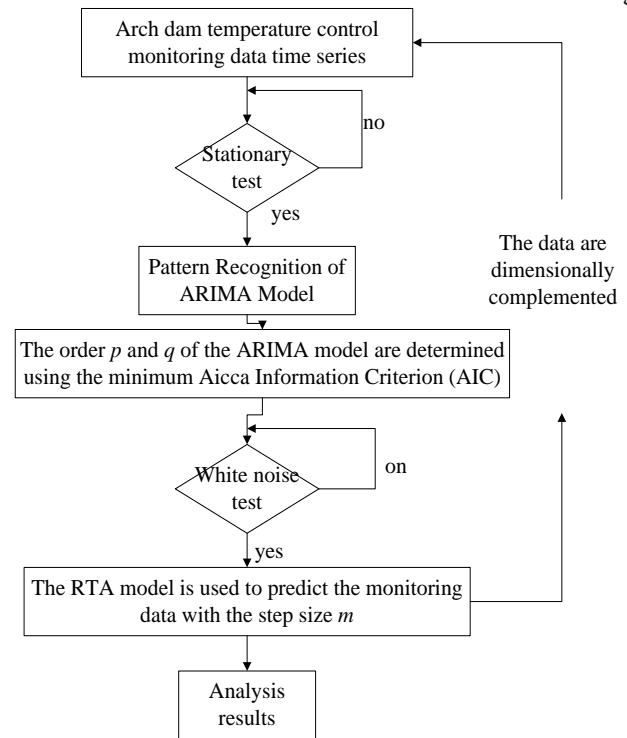 Arch dam temperature control
monitoring data time series
no
Stationary
test
yes
Pattern Recognition of
ARIMA Model
The data are
dimensionally
complemented
The order p and q of the ARIMA model are determined
using the minimum Aicca Information Criterion (AIC)
White noise
test
on
yes
The RTA model is used to predict the monitoring
data with the step size m
Analysis
results